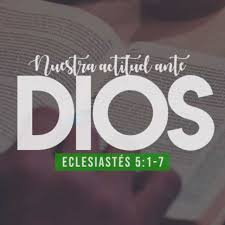 Nuestra actitud ante
DIOS
ECLESIASTÉS 5:1-7